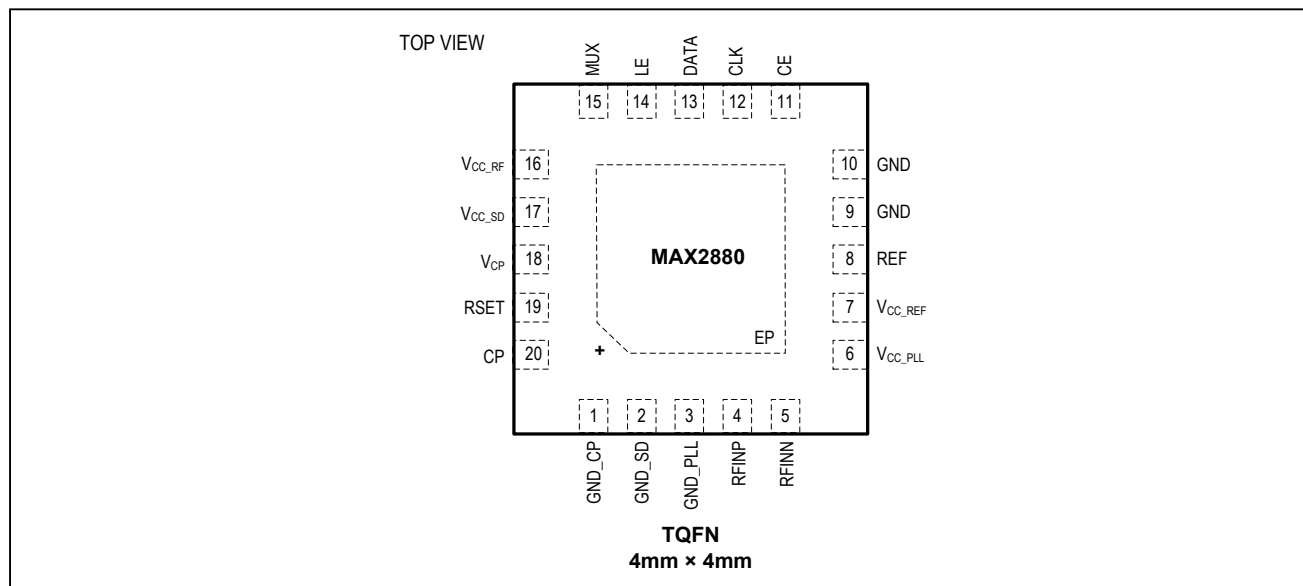 TOP VIEW
MUX
LE
DATA
CLK
CE
15 14 13 12 11
VCC_RF 16
VCC_SD 17
VCP 18
RSET 19
CP 20
10 GND
9 GND
8 REF
7 VCC_REF
6 VCC_PLL
MAX2880
EP
+
1 2 3 4 5
GND_CP
GND_SD
GND_PLL
RFINP
RFINN
TQFN
4mm × 4mm